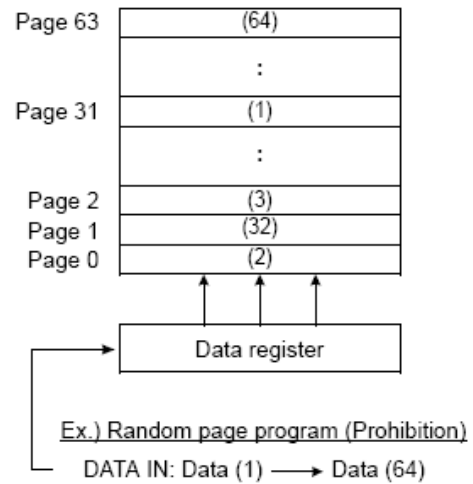 Page 63 (64)
:
Page 31 (1)
:
Page 2 (3)
Page 1 (32)
Page 0 (2)
Data register
Ex.) Random page program (Prohibition)
DATA IN: Data (1) → Data (64)